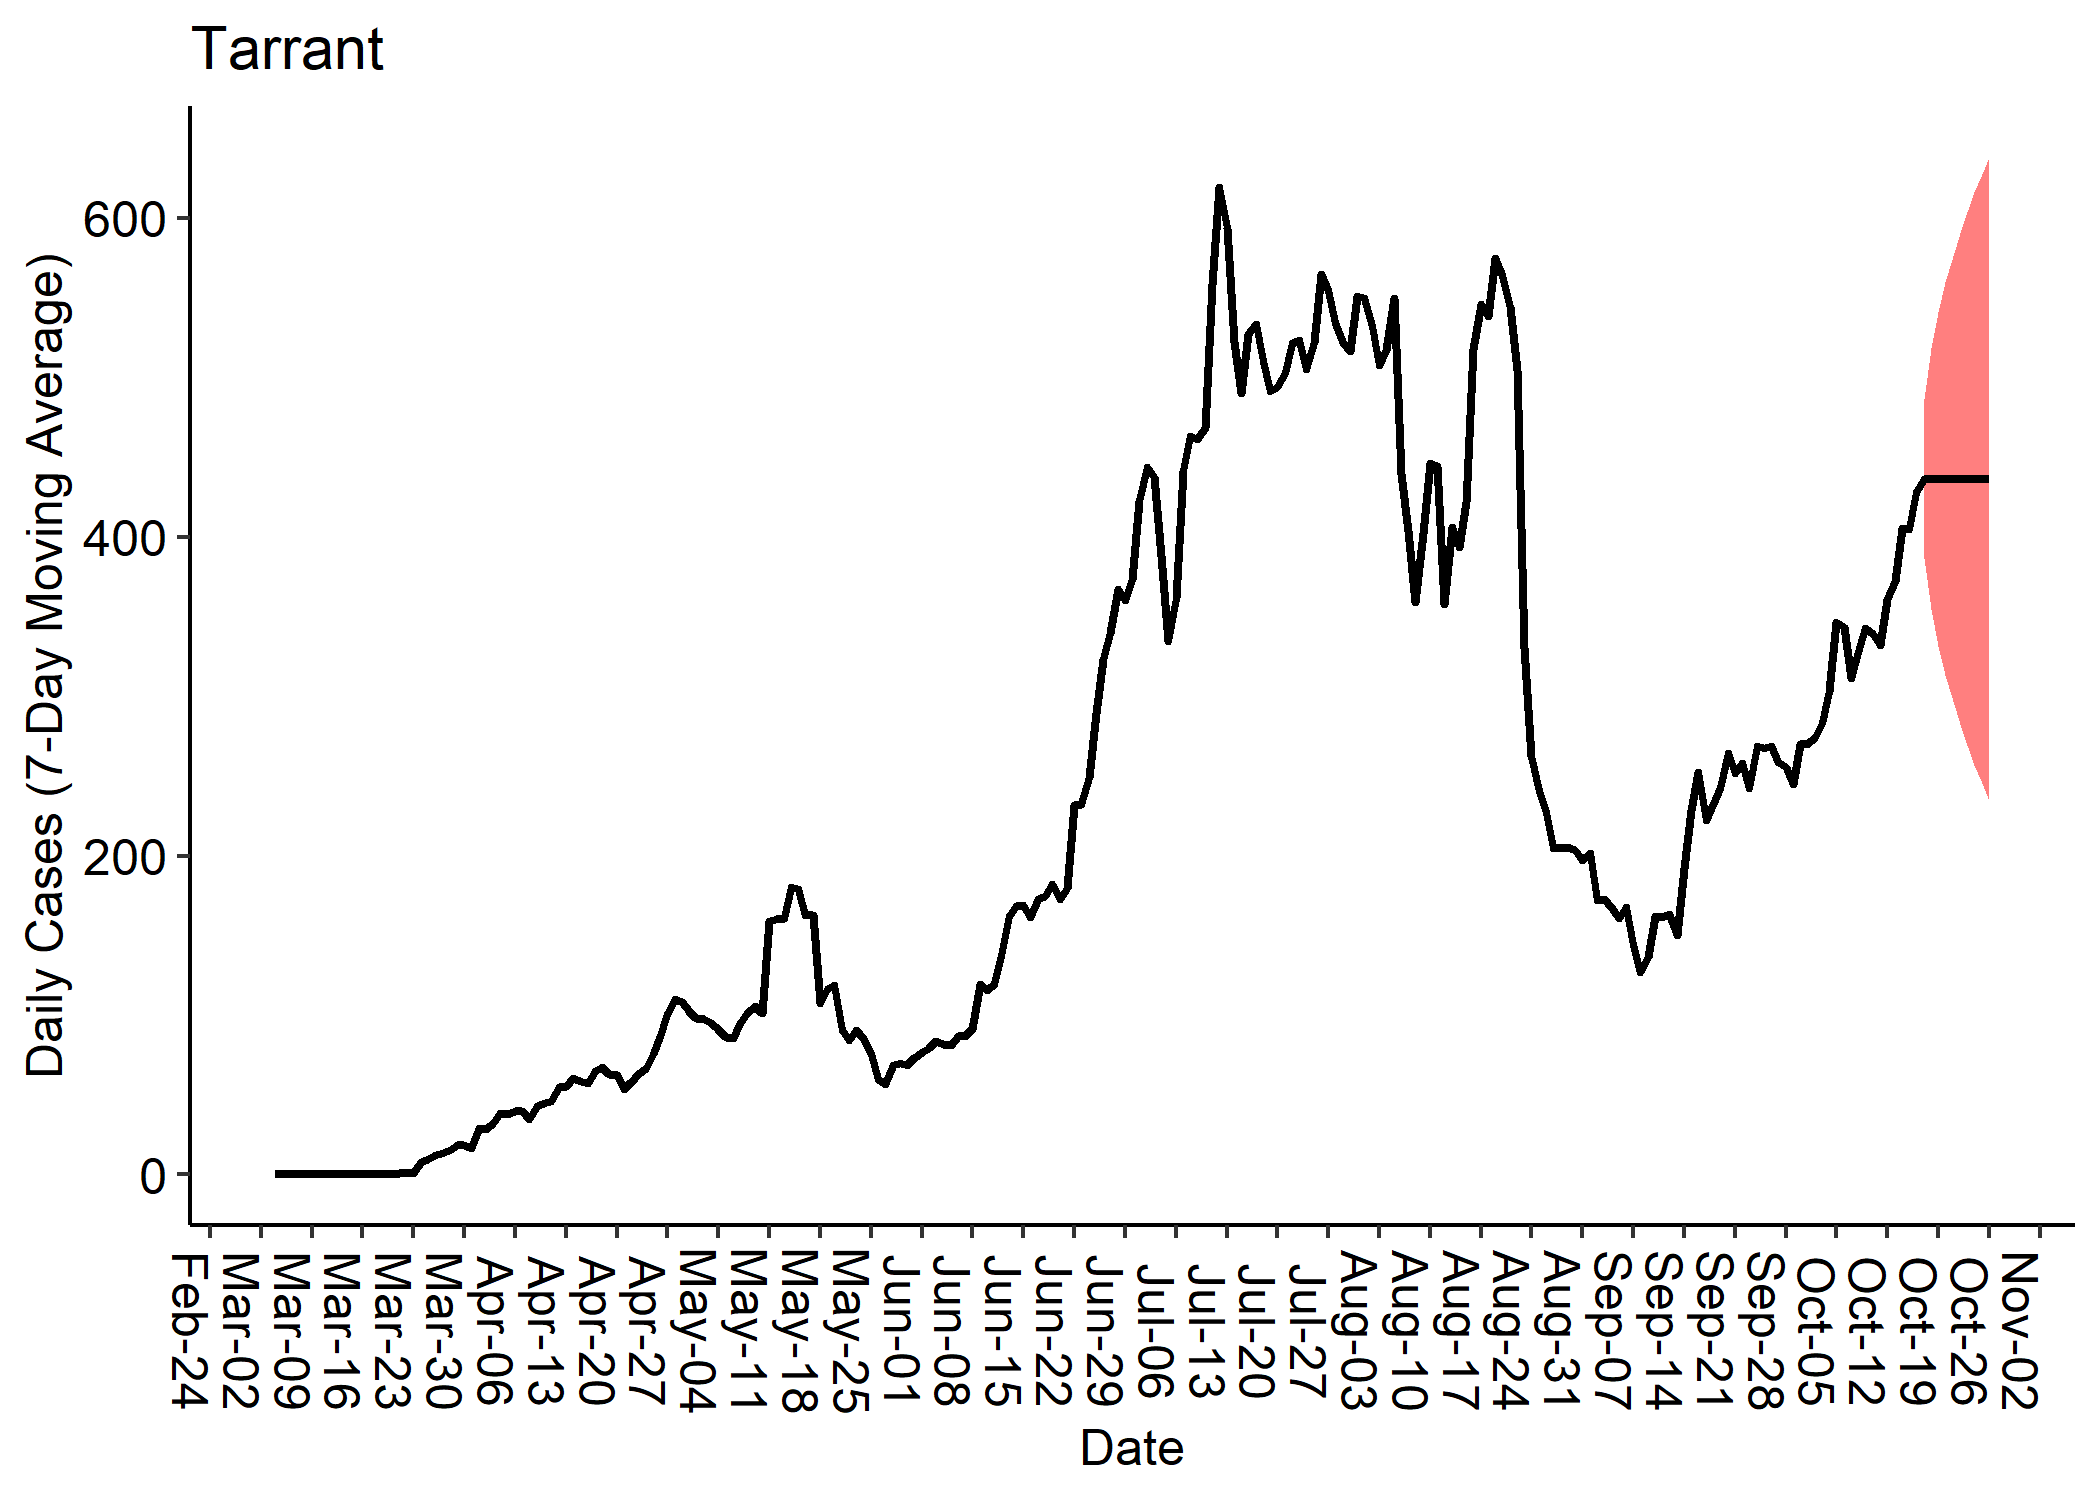 Tarrant
Daily Cases (7-Day Moving Average)
600
400
200
0
Feb-24
Mar-02
Mar-09
Mar-16
Mar-23
Mar-30
Apr-06
Apr-13
Apr-20
Apr-27
May-04
May-11
May-18
May-25
Jun-01
Jun-08
Jun-15
Jun-22
Jun-29
Jul-06
Jul-13
Jul-20
Jul-27
Aug-03
Aug-10
Aug-17
Aug-24
Aug-31
Sep-07
Sep-14
Sep-21
Sep-28
Oct-05
Oct-12
Oct-19
Oct-26
Nov-02
Date